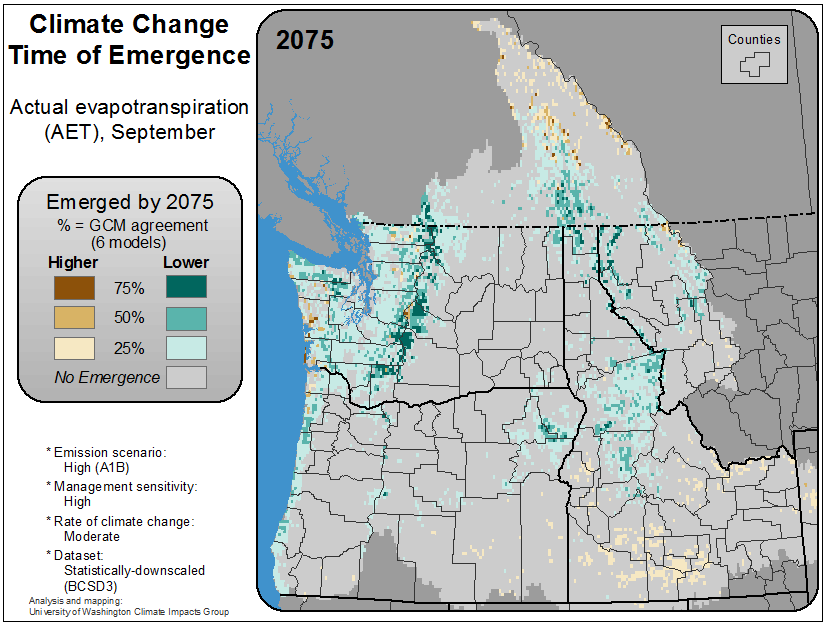 Climate Change
Time of Emergence
Actual evapotranspiration
(AET), September
Emerged by 2075
% = GCM agreement
(6 models)
Higher Lower
75%
50%
25%
No Emergence
* Emission scenario:
High (A1B)
* Management sensitivity:
High
* Rate of climate change:
Moderate
* Dataset:
Statistically-downscaled
(BCSD3)
Analysis and mapping:
University of Washington Climate Impacts Group
2075
Counties